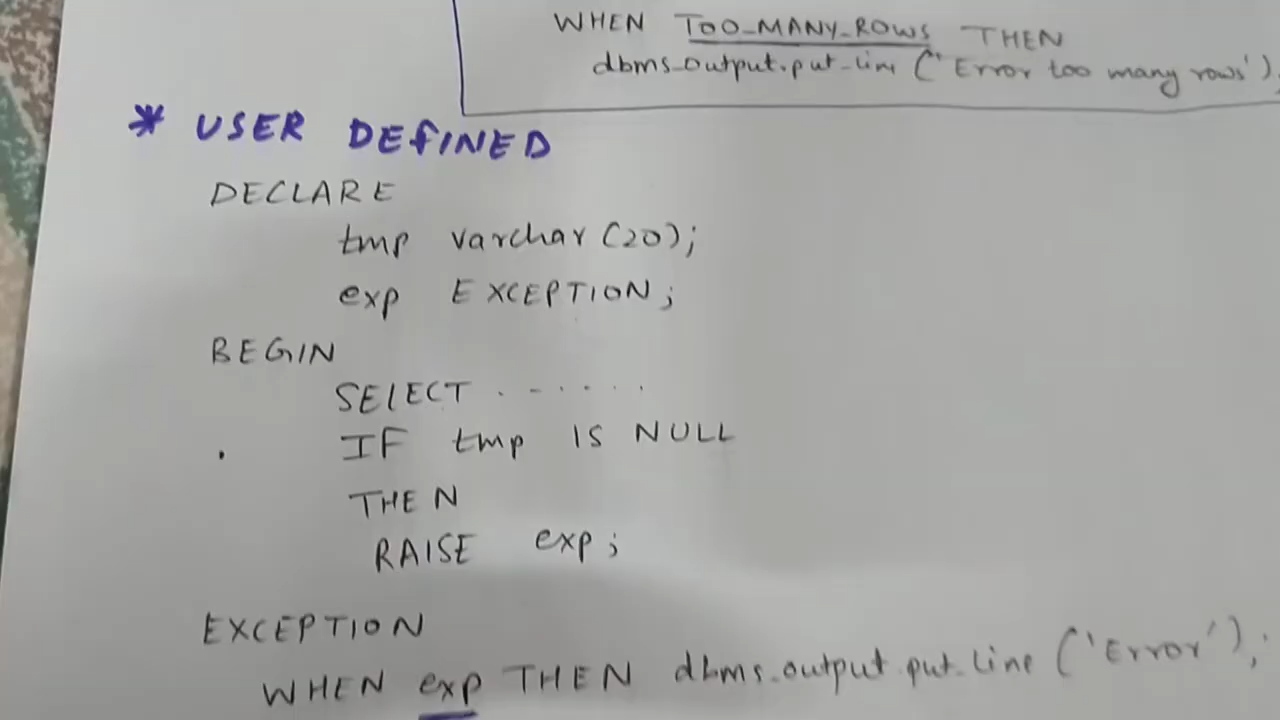 WHEN TOO_MANY_ROWS THEN
dbms_output.put_line ('Error too many rows');
* USER DEFINED
DECLARE
tmp varchar (20);
exp EXCEPTION;
BEGIN
SELECT . - . . . .
IF tmp IS NULL
THEN
RAISE exp;
EXCEPTION
WHEN exp THEN dbms_output.put_line ('Error');